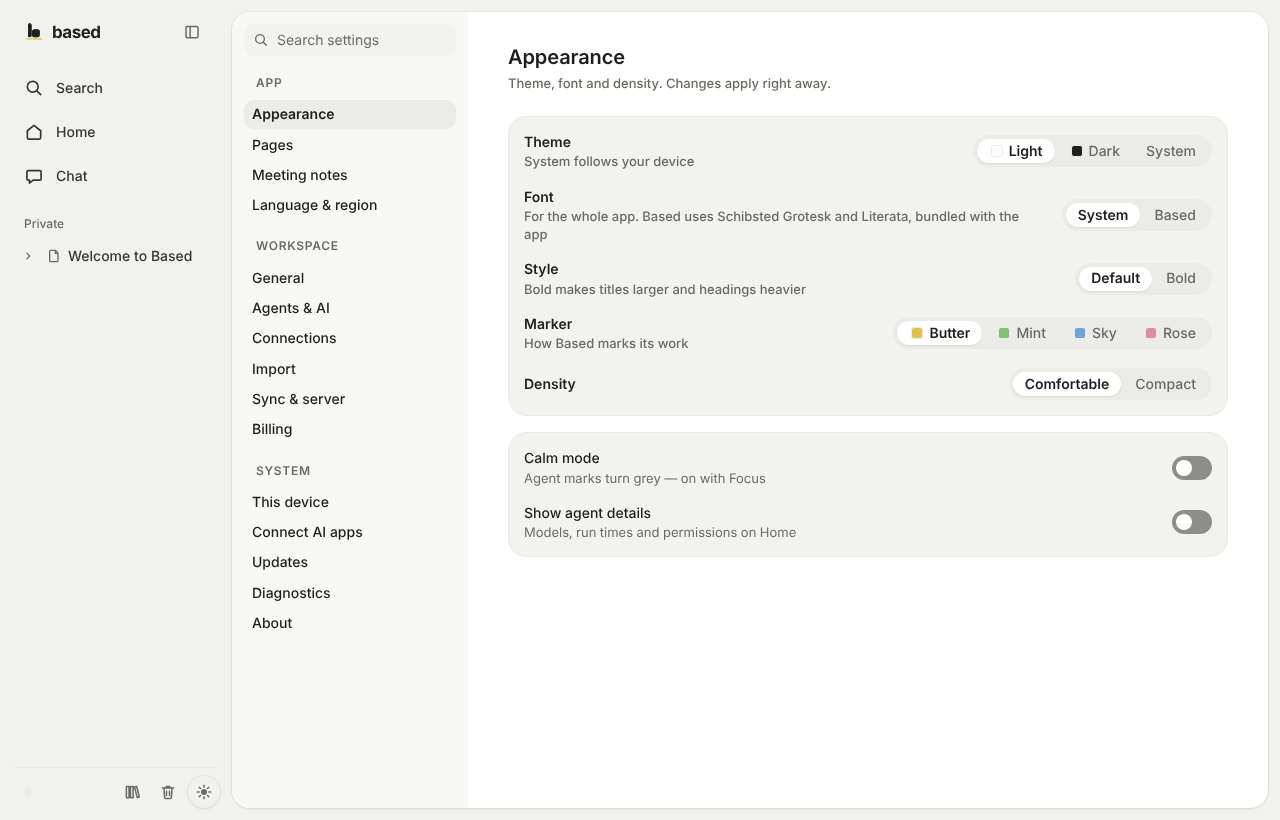 based
Search
Home
Chat
Private
Welcome to Based
Search settings
APP
Appearance
Pages
Meeting notes
Language & region
WORKSPACE
General
Agents & AI
Connections
Import
Sync & server
Billing
SYSTEM
This device
Connect AI apps
Updates
Diagnostics
About
Appearance
Theme, font and density. Changes apply right away.
Theme
System follows your device
Light Dark System
Font
For the whole app. Based uses Schibsted Grotesk and Literata, bundled with the
app
System Based
Style
Bold makes titles larger and headings heavier
Default Bold
Marker
How Based marks its work
Butter Mint Sky Rose
Density
Comfortable Compact
Calm mode
Agent marks turn grey — on with Focus
Show agent details
Models, run times and permissions on Home